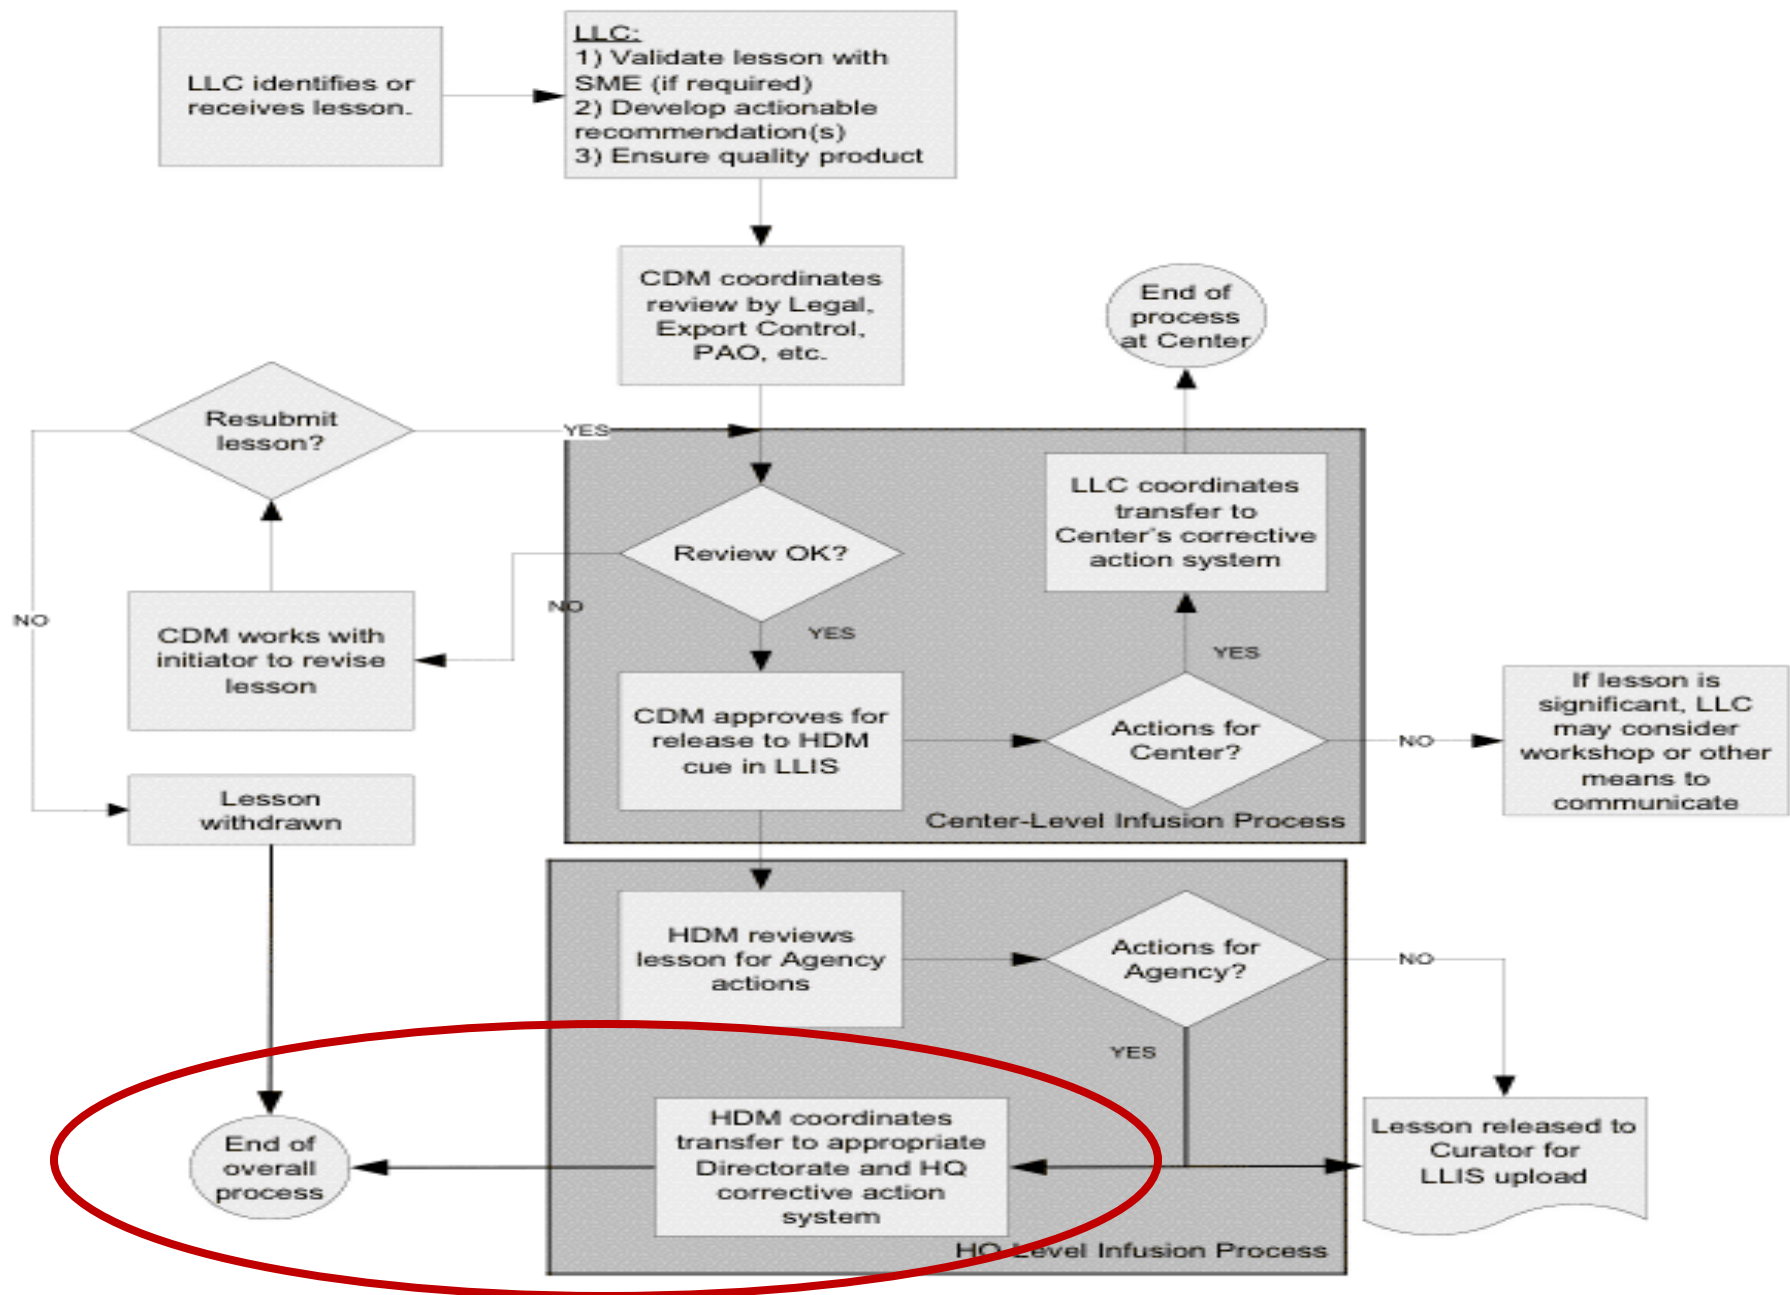 LLC identifies or
receives lesson.
LLC:
1) Validate lesson with
SME (if required)
2) Develop actionable
recommendation(s)
3) Ensure quality product
CDM coordinates
review by Legal,
Export Control,
PAO, etc.
End of
process
at Center
Resubmit
lesson?
YES
LLC coordinates
transfer to
Center's corrective
action system
Review OK?
NO
NO
YES
YES
CDM works with
initiator to revise
lesson
CDM approves for
release to HDM
cue in LLIS
Actions for
Center?
NO
If lesson is
significant, LLC
may consider
workshop or other
means to
communicate
Lesson
withdrawn
Center-Level Infusion Process
HDM reviews
lesson for Agency
actions
Actions for
Agency?
NO
YES
End of
overall
process
HDM coordinates
transfer to appropriate
Directorate and HQ
corrective action
system
Lesson released to
Curator for
LLIS upload
HQ-Level Infusion Process